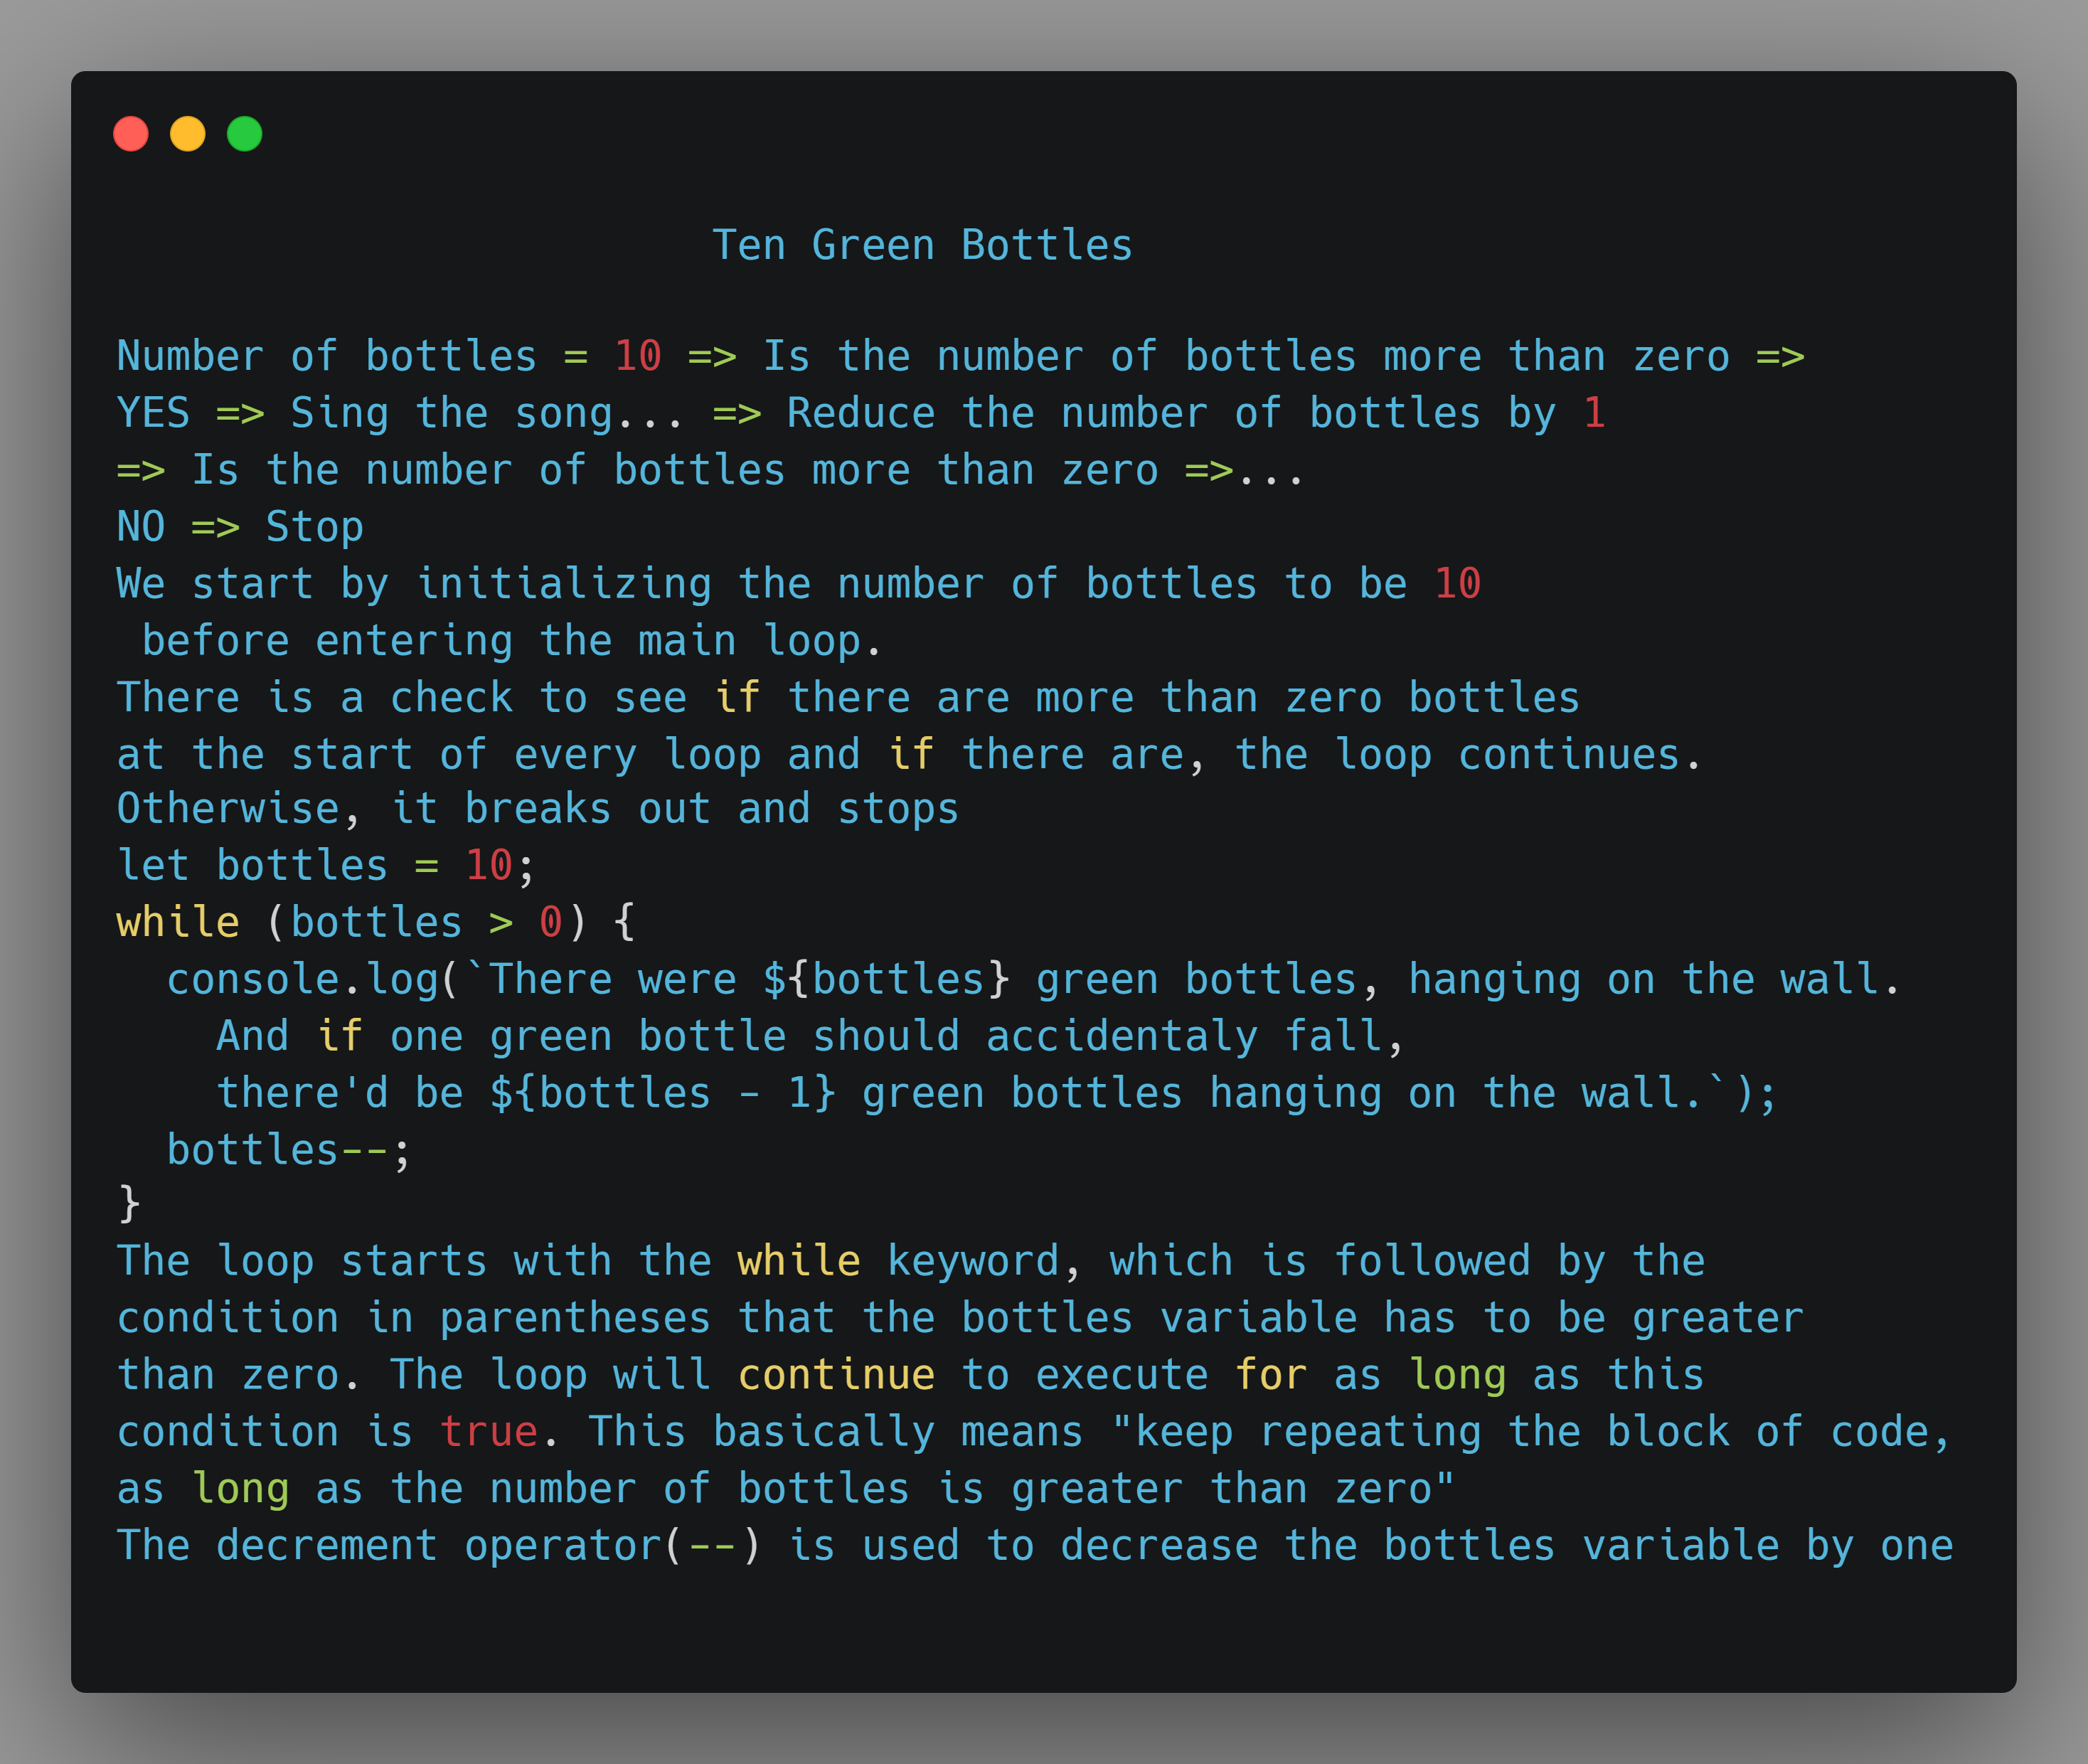 Ten Green Bottles
Number of bottles = 10 => Is the number of bottles more than zero =>
YES => Sing the song... => Reduce the number of bottles by 1
=> Is the number of bottles more than zero =>...
NO => Stop
We start by initializing the number of bottles to be 10
 before entering the main loop.
There is a check to see if there are more than zero bottles
at the start of every loop and if there are, the loop continues.
Otherwise, it breaks out and stops
let bottles = 10;
while (bottles > 0) {
  console.log(`There were ${bottles} green bottles, hanging on the wall.
    And if one green bottle should accidentaly fall,
    there'd be ${bottles - 1} green bottles hanging on the wall.`);
  bottles--;
}
The loop starts with the while keyword, which is followed by the
condition in parentheses that the bottles variable has to be greater
than zero. The loop will continue to execute for as long as this
condition is true. This basically means "keep repeating the block of code,
as long as the number of bottles is greater than zero"
The decrement operator(--) is used to decrease the bottles variable by one